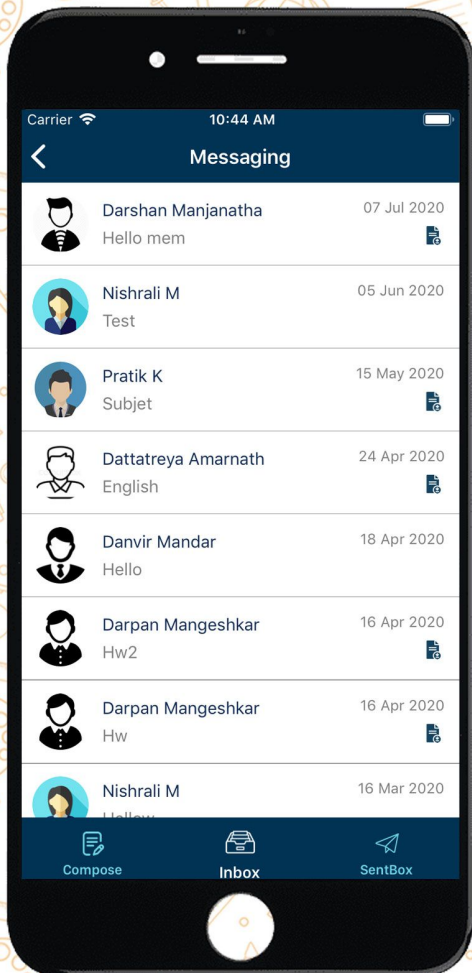 Carrier 10:44 AM
Messaging
Darshan Manjanatha 07 Jul 2020
Hello mem
Nishrali M 05 Jun 2020
Test
Pratik K 15 May 2020
Subjet
Dattatreya Amarnath 24 Apr 2020
English
Danvir Mandar 18 Apr 2020
Hello
Darpan Mangeshkar 16 Apr 2020
Hw2
Darpan Mangeshkar 16 Apr 2020
Hw
Nishrali M 16 Mar 2020
Compose Inbox SentBox